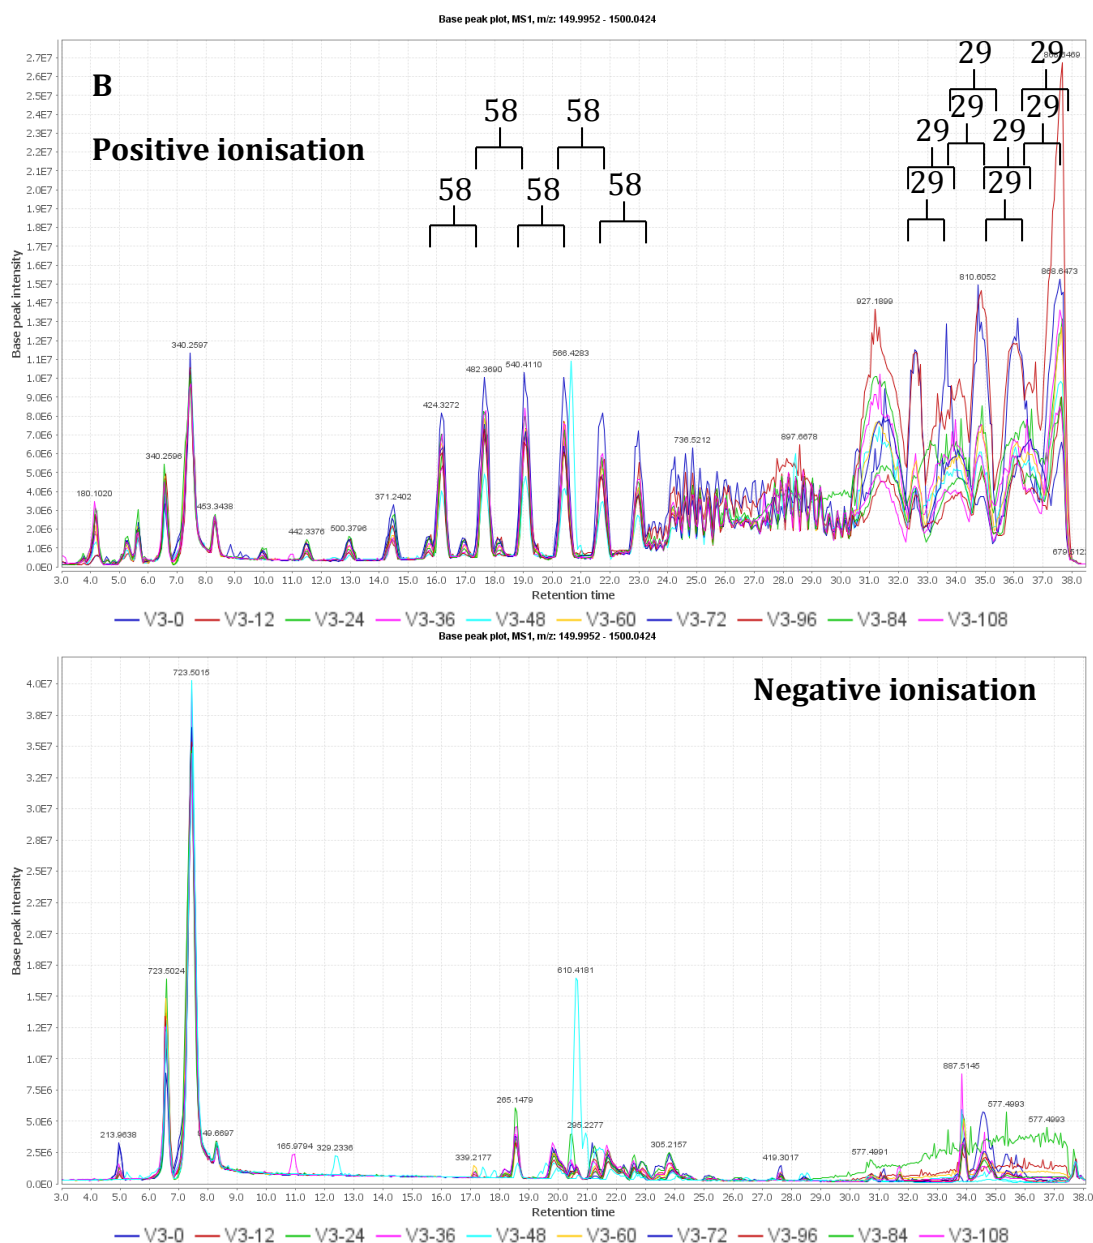 Base peak plot, MS1, m/z: 149.9952 - 1500.0424
B
Positive ionisation
58 58
58 58 58
29 29
29 29
29 29
29 29
2.7E7
2.6E7
2.5E7
2.4E7
2.3E7
2.2E7
2.1E7
2.0E7
1.9E7
1.8E7
1.7E7
1.6E7
1.5E7
1.4E7
1.3E7
1.2E7
1.1E7
1.0E7
9.0E6
8.0E6
7.0E6
6.0E6
5.0E6
4.0E6
3.0E6
2.0E6
1.0E6
0.0E0
Base peak intensity
180.1020
340.2596
340.2597
453.3438
442.3376
500.3796
371.2402
424.3272
482.3690
540.4110
566.4283
736.5212
897.6678
927.1899
810.6052
868.6473
3.0 4.0 5.0 6.0 7.0 8.0 9.0 10.0 11.0 12.0 13.0 14.0 15.0 16.0 17.0 18.0 19.0 20.0 21.0 22.0 23.0 24.0 25.0 26.0 27.0 28.0 29.0 30.0 31.0 32.0 33.0 34.0 35.0 36.0 37.0 38.0
Retention time
V3-0 V3-12 V3-24 V3-36 V3-48 V3-60 V3-72 V3-96 V3-84 V3-108
Base peak plot, MS1, m/z: 149.9952 - 1500.0424
Negative ionisation
4.0E7
3.5E7
3.2E7
3.0E7
2.7E7
2.5E7
2.2E7
2.0E7
1.7E7
1.5E7
1.3E7
1.0E7
7.5E6
5.0E6
2.5E6
0.0E0
Base peak intensity
213.9638
723.5024
723.5015
165.9794
329.2336
339.2177
265.1479
610.4181
295.2277
305.2157
419.3017
577.4991
887.5145
577.4993
577.4993
3.0 4.0 5.0 6.0 7.0 8.0 9.0 10.0 11.0 12.0 13.0 14.0 15.0 16.0 17.0 18.0 19.0 20.0 21.0 22.0 23.0 24.0 25.0 26.0 27.0 28.0 29.0 30.0 31.0 32.0 33.0 34.0 35.0 36.0 37.0 38.0
Retention time
V3-0 V3-12 V3-24 V3-36 V3-48 V3-60 V3-72 V3-96 V3-84 V3-108